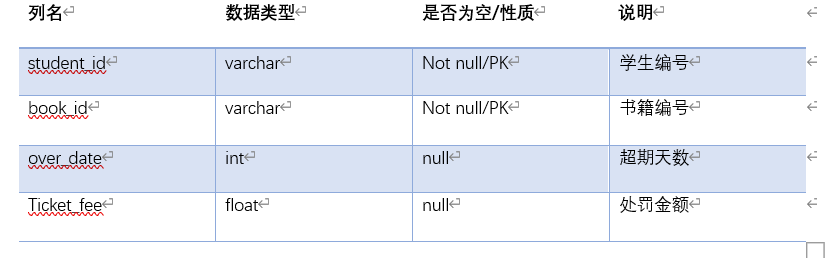 列名 数据类型 是否为空/性质 说明
student_id varchar Not null/PK 学生编号
book_id varchar Not null/PK 书籍编号
over_date int null 超期天数
Ticket_fee float null 处罚金额